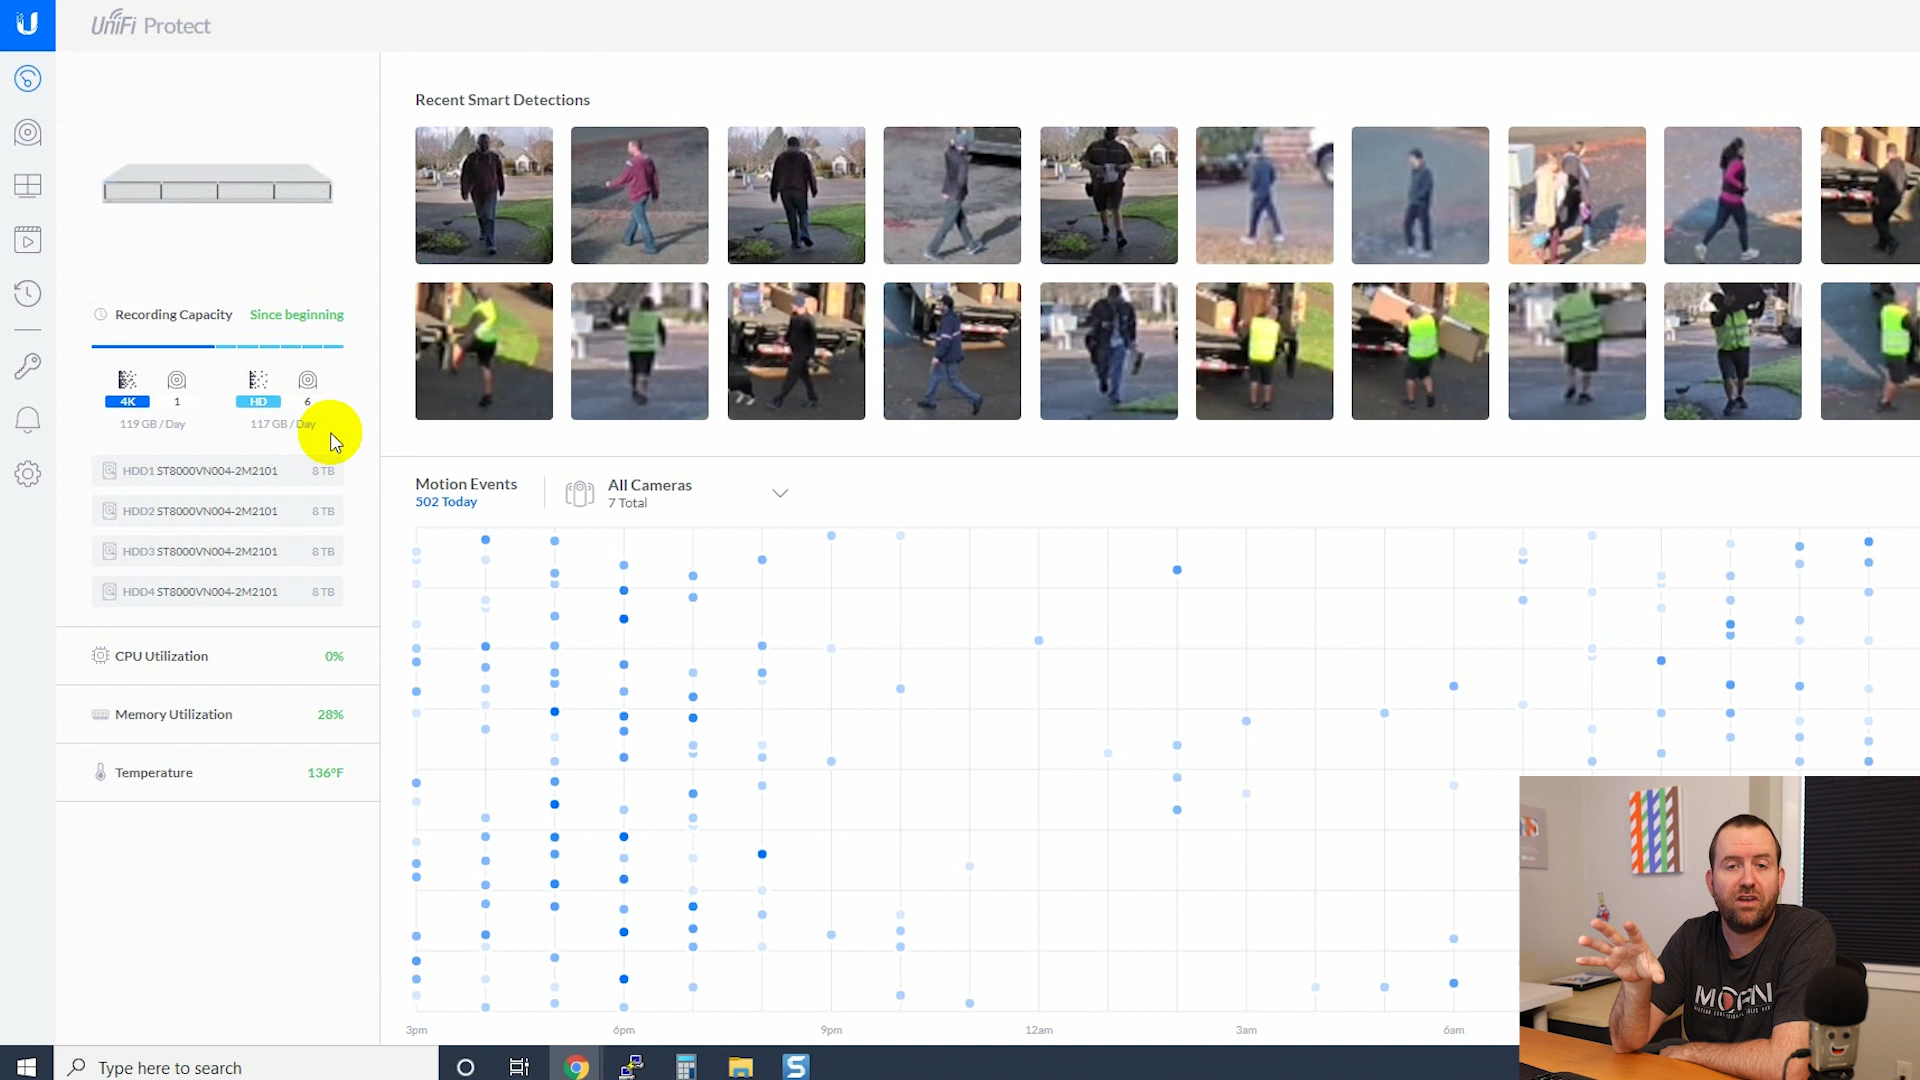 UniFi Protect
Recent Smart Detections
Recording Capacity Since beginning
4K 1 HD 6
119 GB / Day 117 GB / Day
HDD1 ST8000VN004-2M2101 8 TB
HDD2 ST8000VN004-2M2101 8 TB
HDD3 ST8000VN004-2M2101 8 TB
HDD4 ST8000VN004-2M2101 8 TB
CPU Utilization 0%
Memory Utilization 28%
Temperature 136°F
Motion Events
502 Today
All Cameras
7 Total
3pm 6pm 9pm 12am 3am 6am
Type here to search